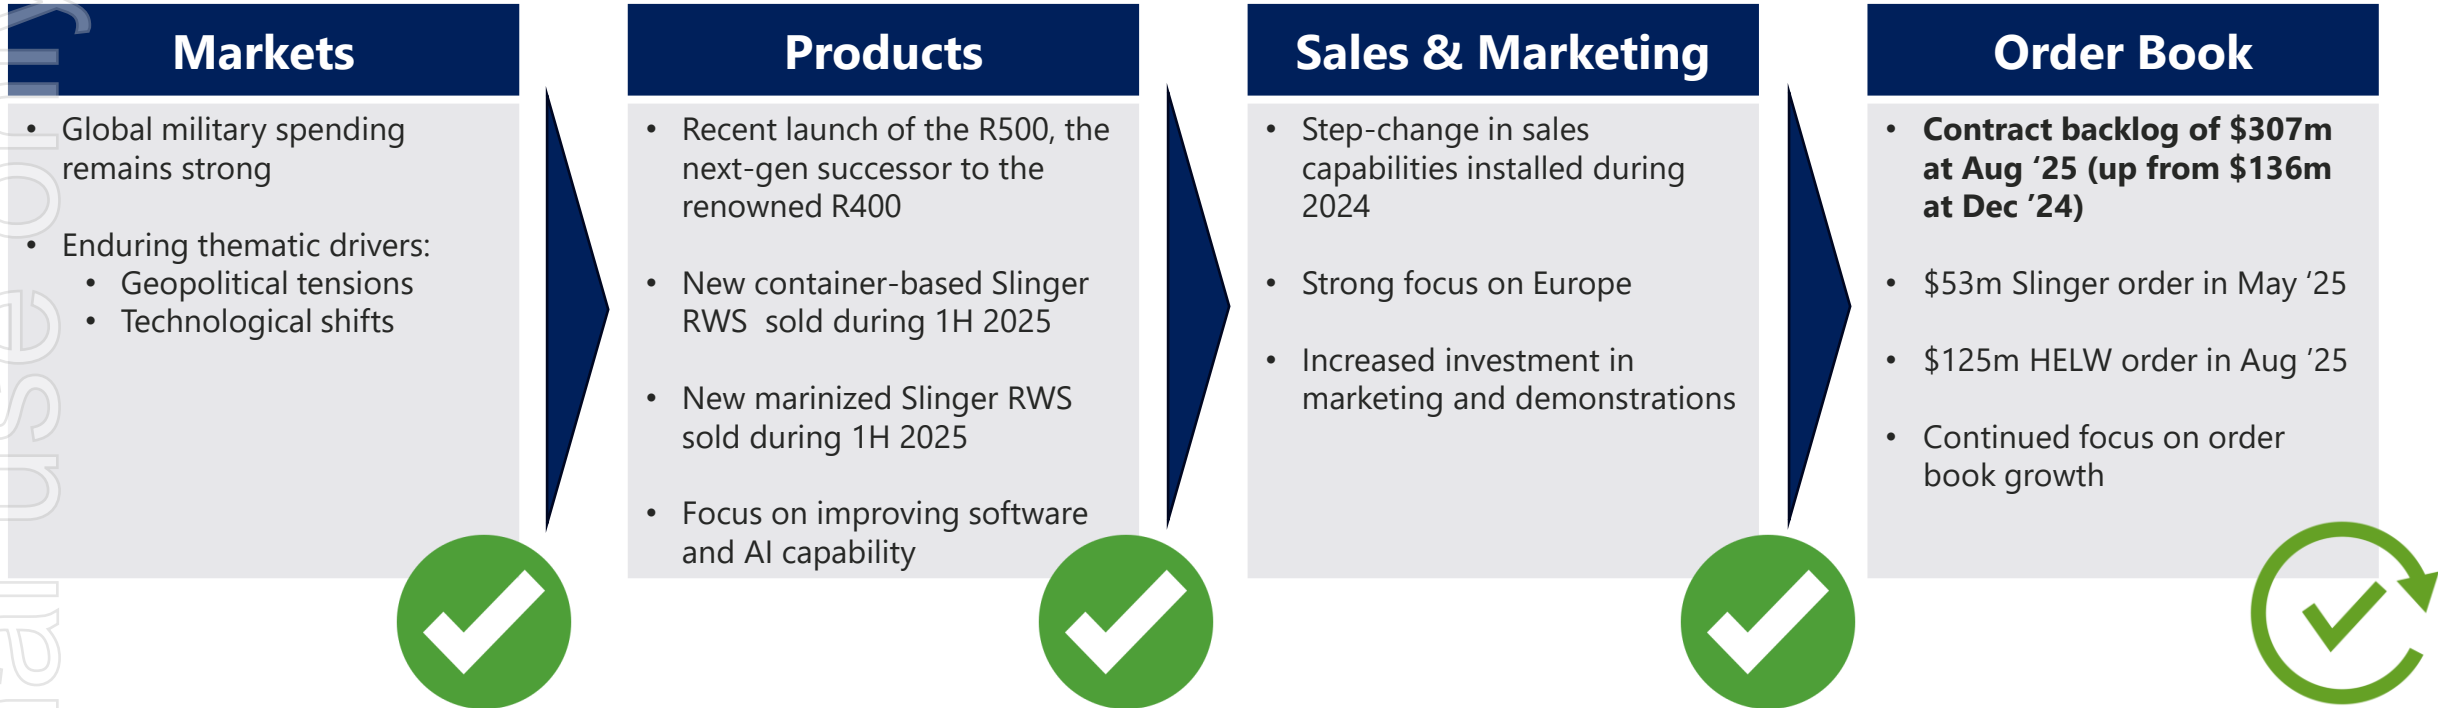 Markets
• Global military spending
remains strong
• Enduring thematic drivers:
• Geopolitical tensions
• Technological shifts
Products
• Recent launch of the R500, the
next-gen successor to the
renowned R400
• New container-based Slinger
RWS  sold during 1H 2025
• New marinized Slinger RWS
sold during 1H 2025
• Focus on improving software
and AI capability
Sales & Marketing
• Step-change in sales
capabilities installed during
2024
• Strong focus on Europe
• Increased investment in
marketing and demonstrations
Order Book
• Contract backlog of $307m
at Aug ‘25 (up from $136m
at Dec ’24)
• $53m Slinger order in May ‘25
• $125m HELW order in Aug ’25
• Continued focus on order
book growth
use only